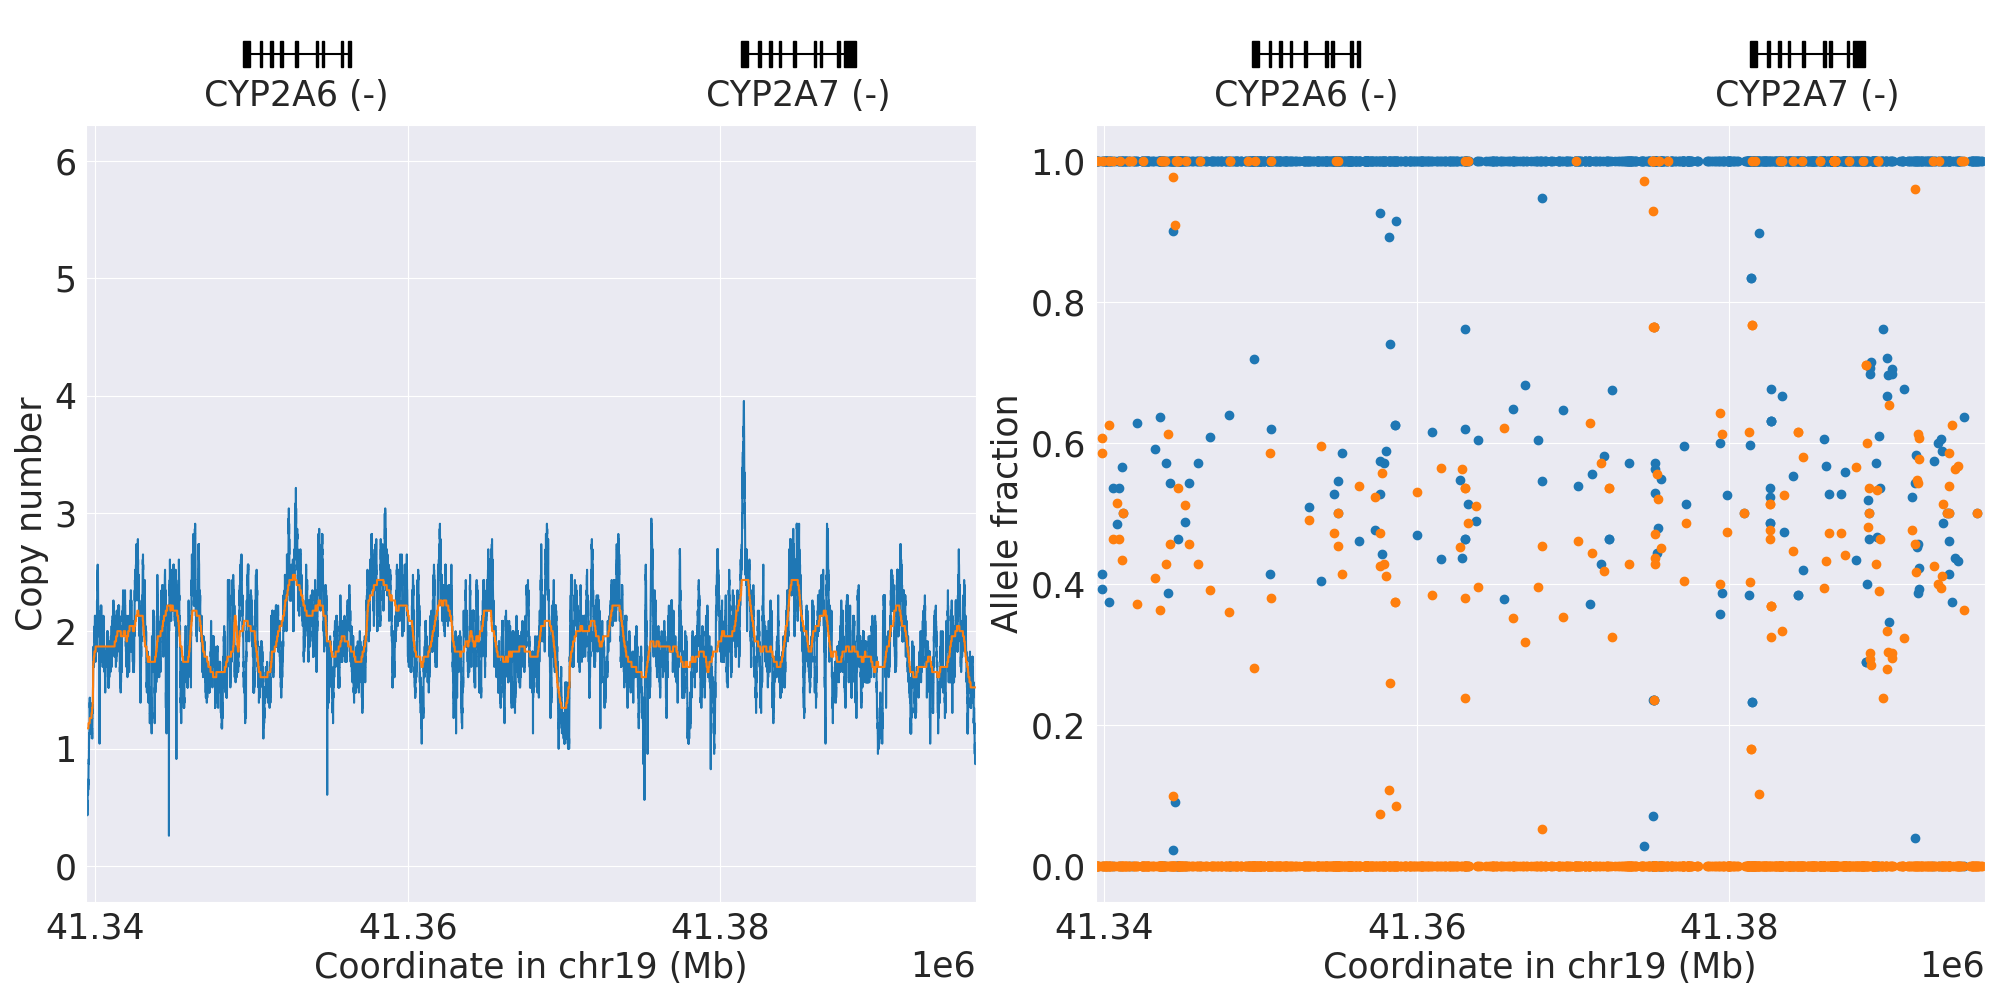 CYP2A6 (-)
CYP2A7 (-)
6
5
4
3
2
1
0
Copy number
41.34
41.36
41.38
Coordinate in chr19 (Mb)
1e6
CYP2A6 (-)
CYP2A7 (-)
1.0
0.8
0.6
0.4
0.2
0.0
Allele fraction
41.34
41.36
41.38
Coordinate in chr19 (Mb)
1e6